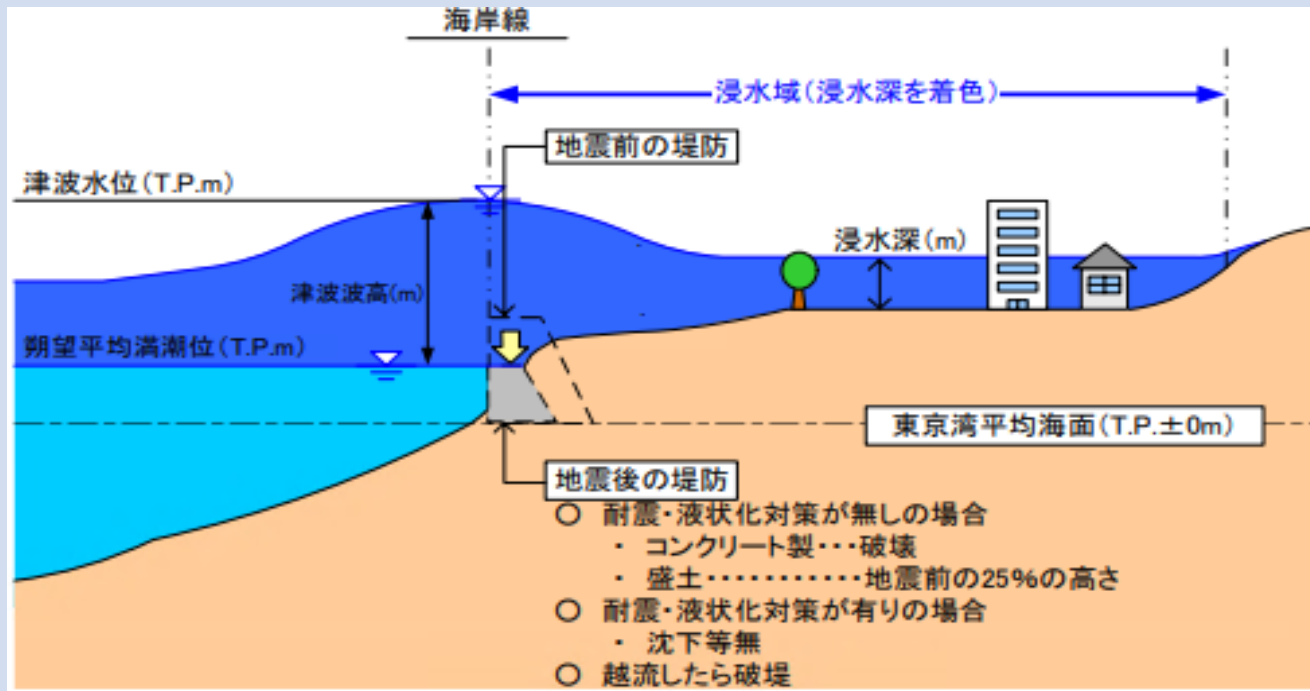 海岸線
浸水域(浸水深を着色)
地震前の堤防
津波水位(T.P.m)
浸水深(m)
津波波高(m)
朔望平均満潮位(T.P.m)
東京湾平均海面(T.P.±0m)
地震後の堤防
○ 耐震・液状化対策が無しの場合
・ コンクリート製・・・破壊
・ 盛土・・・・・・・・・・・地震前の25%の高さ
○ 耐震・液状化対策が有りの場合
・ 沈下等無
○ 越流したら破堤